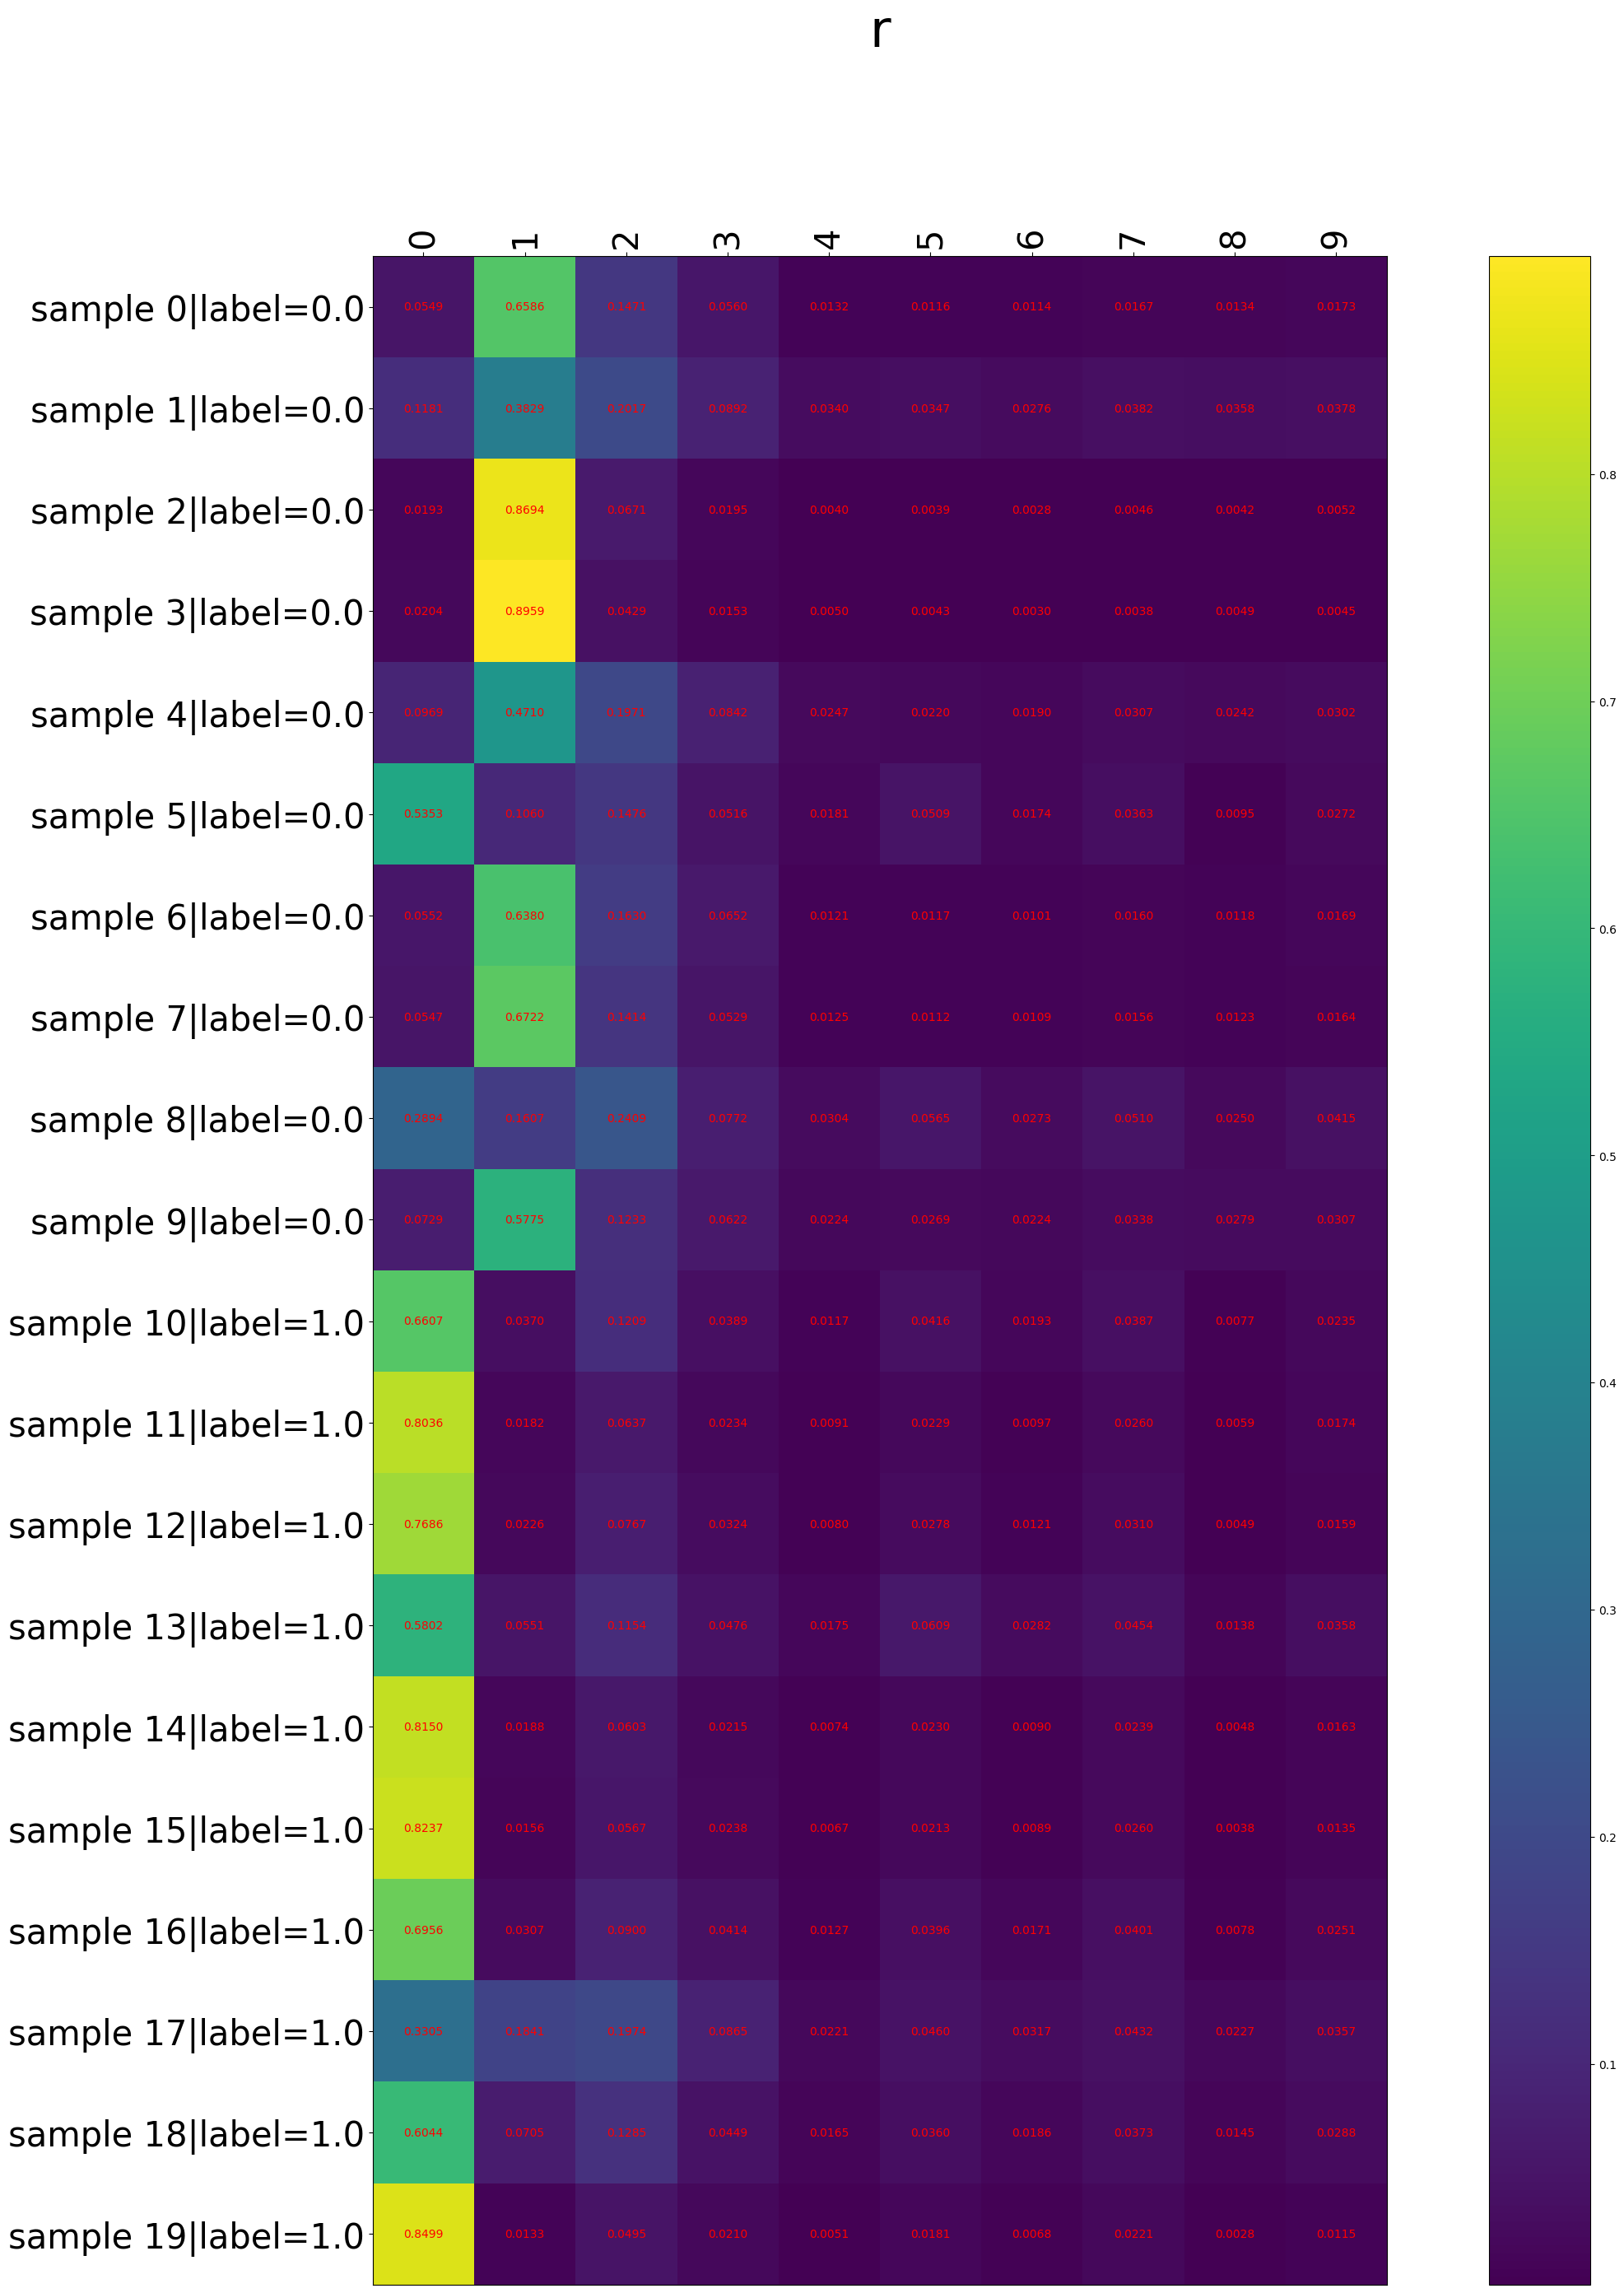 r
0 1 2 3 4 5 6 7 8 9
sample 0|label=0.0 0.0549 0.6586 0.1471 0.0560 0.0132 0.0116 0.0114 0.0167 0.0134 0.0173
sample 1|label=0.0 0.1181 0.3829 0.0892 0.0340 0.0347 0.0276 0.0382 0.0358 0.0378
sample 2|label=0.0 0.0193 0.8694 0.0671 0.0195 0.0040 0.0039 0.0028 0.0046 0.0042 0.0052
0.8
sample 3|label=0.0 0.0204 0.8959 0.0429 0.0153 0.0050 0.0043 0.0030 0.0038 0.0049 0.0045
sample 4|label=0.0 0.0969 0.4710 0.1971 0.0842 0.0247 0.0220 0.0190 0.0307 0.0242 0.0302
0.7
sample 5|label=0.0 0.5353 0.1060 0.1476 0.0516 0.0181 0.0509 0.0174 0.0363 0.0095 0.0272
sample 6|label=0.0 0.0552 0.6380 0.0652 0.0121 0.0117 0.0101 0.0160 0.0118 0.0169
0.6
sample 7|label=0.0 0.0547 0.6722 0.1414 0.0529 0.0125 0.0112 0.0109 0.0156 0.0123 0.0164
sample 8|label=0.0 0.2894 0.1607 0.0772 0.0304 0.0565 0.0273 0.0510 0.0250 0.0415
0.5
sample 9|label=0.0 0.0729 0.5775 0.1233 0.0622 0.0224 0.0269 0.0224 0.0338 0.0279 0.0307
sample 10|label=1.0 0.6607 0.0370 0.1209 0.0389 0.0117 0.0416 0.0193 0.0387 0.0077 0.0235
0.4
sample 11|label=1.0 0.8036 0.0182 0.0637 0.0234 0.0091 0.0229 0.0097 0.0260 0.0059 0.0174
sample 12|label=1.0 0.7686 0.0226 0.0767 0.0324 0.0080 0.0278 0.0121 0.0310 0.0049 0.0159
0.3
sample 13|label=1.0 0.5802 0.0551 0.1154 0.0476 0.0175 0.0609 0.0282 0.0454 0.0138 0.0358
sample 14|label=1.0 0.8150 0.0188 0.0603 0.0215 0.0074 0.0230 0.0090 0.0239 0.0048 0.0163
sample 15|label=1.0 0.8237 0.0156 0.0567 0.0238 0.0067 0.0213 0.0089 0.0260 0.0038 0.0135
0.2
sample 16|label=1.0 0.6956 0.0307 0.0900 0.0414 0.0127 0.0396 0.0171 0.0401 0.0078 0.0251
sample 17|label=1.0 0.3305 0.1841 0.1974 0.0865 0.0221 0.0460 0.0317 0.0432 0.0227 0.0357
0.1
sample 18|label=1.0 0.6044 0.0705 0.1285 0.0449 0.0165 0.0360 0.0186 0.0373 0.0145 0.0288
sample 19|label=1.0 0.8499 0.0133 0.0495 0.0210 0.0051 0.0181 0.0068 0.0221 0.0028 0.0115